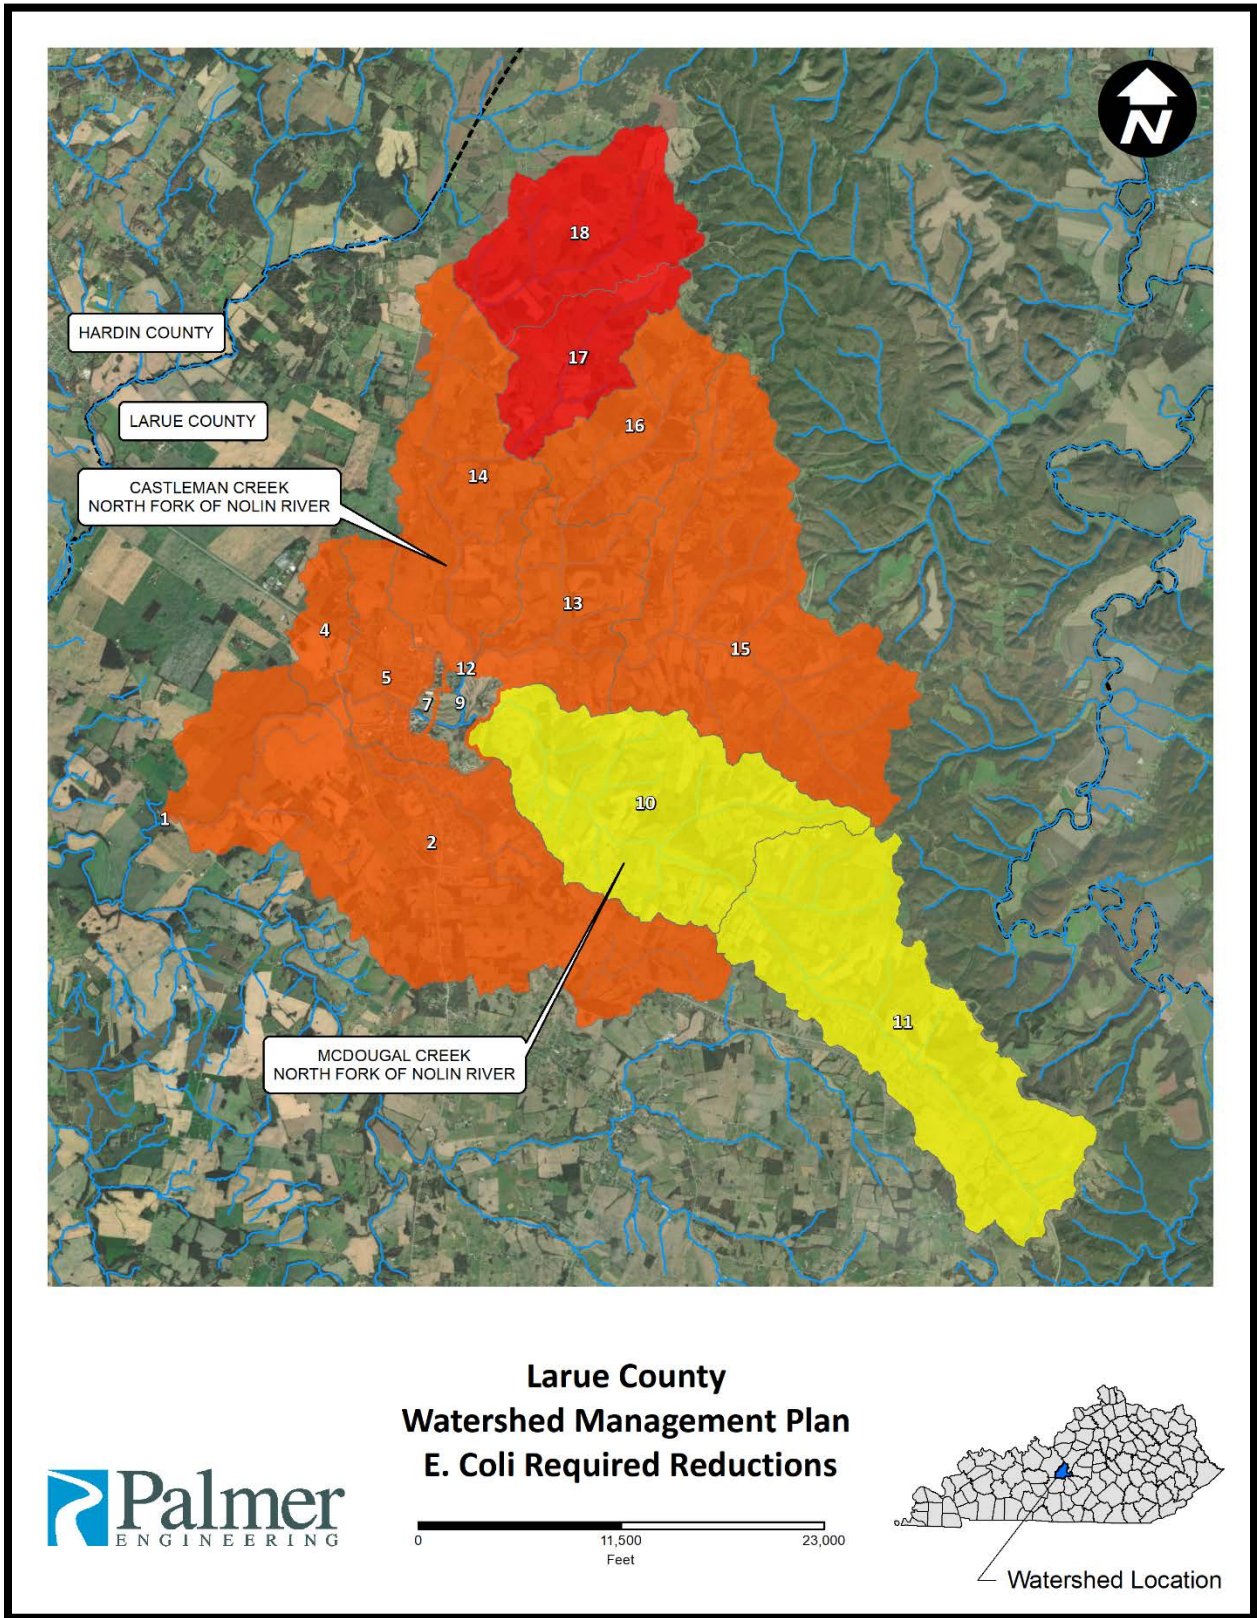 N
18
HARDIN COUNTY
17
LARUE COUNTY
16
14
CASTLEMAN CREEK
NORTH FORK OF NOLIN RIVER
13
4
15
12
5
7
9
10
1
2
11
MCDOUGAL CREEK
NORTH FORK OF NOLIN RIVER
Larue County
Watershed Management Plan
E. Coli Required Reductions
Palmer
ENGINEERING
0 11,500 23,000
Feet
Watershed Location